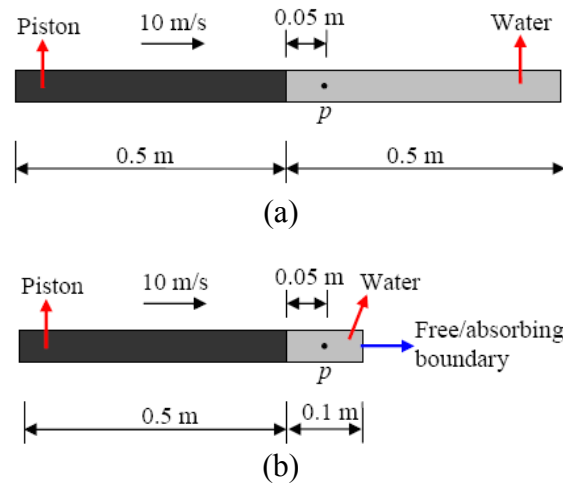 Piston
10 m/s
0.05 m
Water
p
0.5 m
0.5 m
(a)
Piston
10 m/s
0.05 m
Water
Free/absorbing
boundary
p
0.5 m
0.1 m
(b)